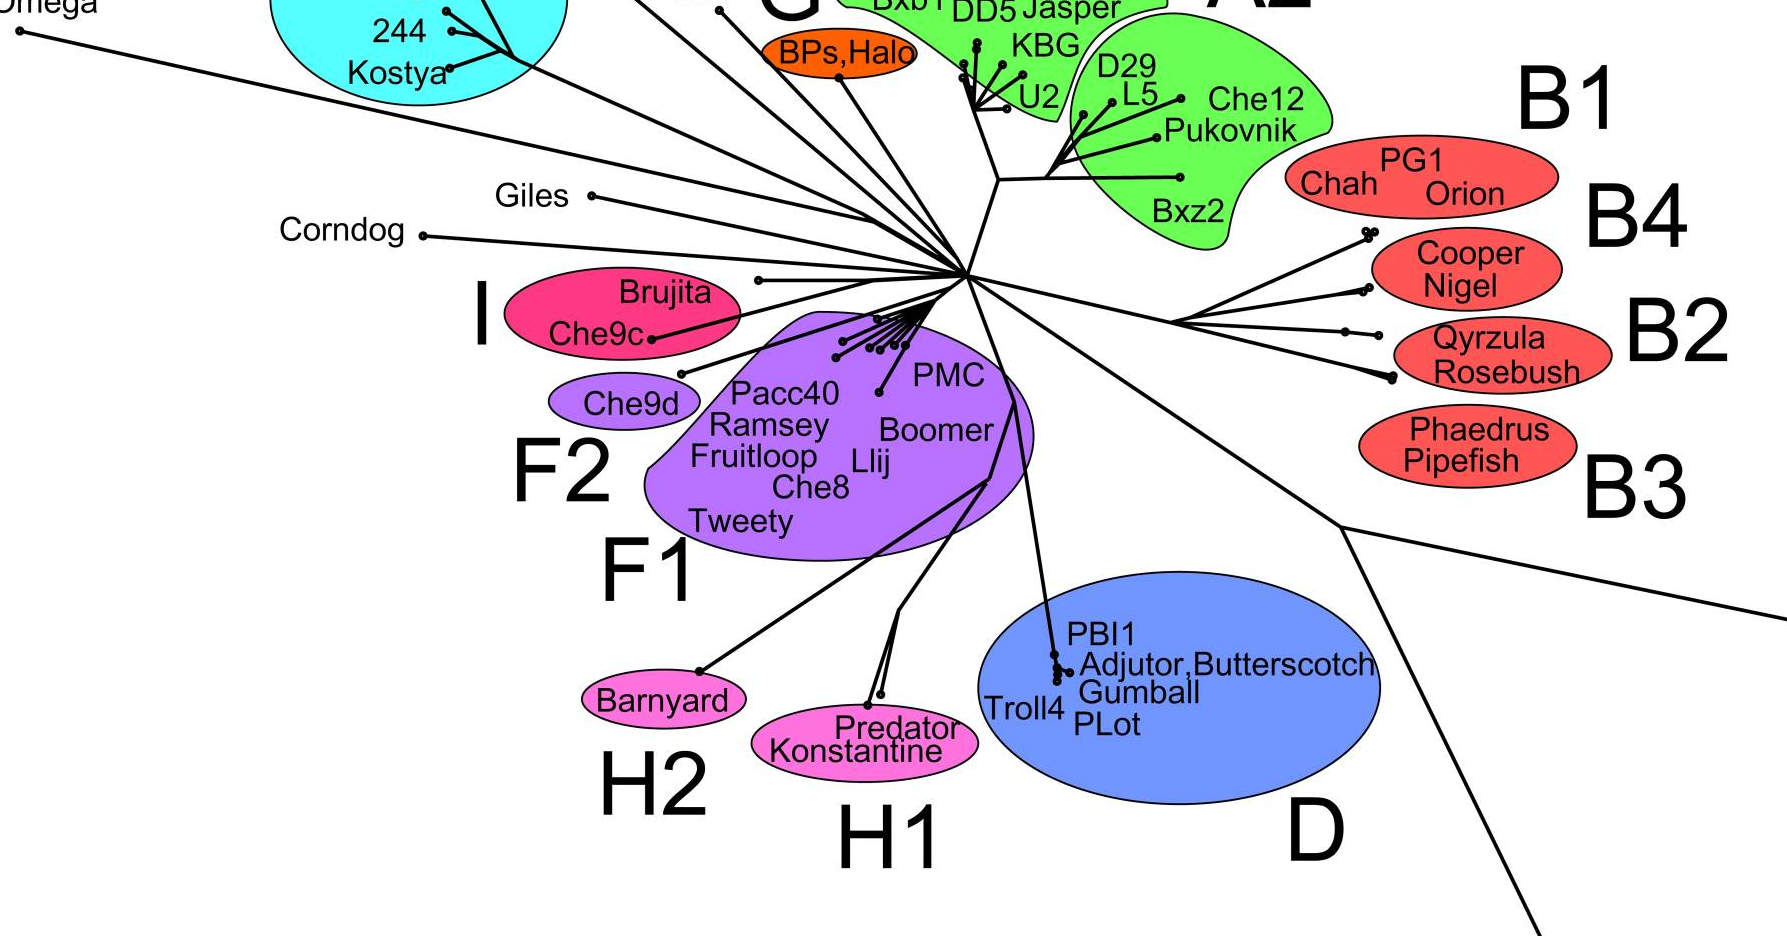 Omega
244
Kostya
G
BPs,Halo
Bxb1
DD5
Jasper
KBG
U2
A2
D29
L5
Che12
Pukovnik
Bxz2
B1
PG1
Chah
Orion
B4
Cooper
Nigel
B2
Qyrzula
Rosebush
Phaedrus
Pipefish
B3
Giles
Corndog
I
Brujita
Che9c
Che9d
F2
PMC
Pacc40
Ramsey
Boomer
Fruitloop
Llij
Che8
Tweety
F1
Barnyard
H2
Predator
Konstantine
H1
PBI1
Adjutor,Butterscotch
Gumball
Troll4
PLot
D